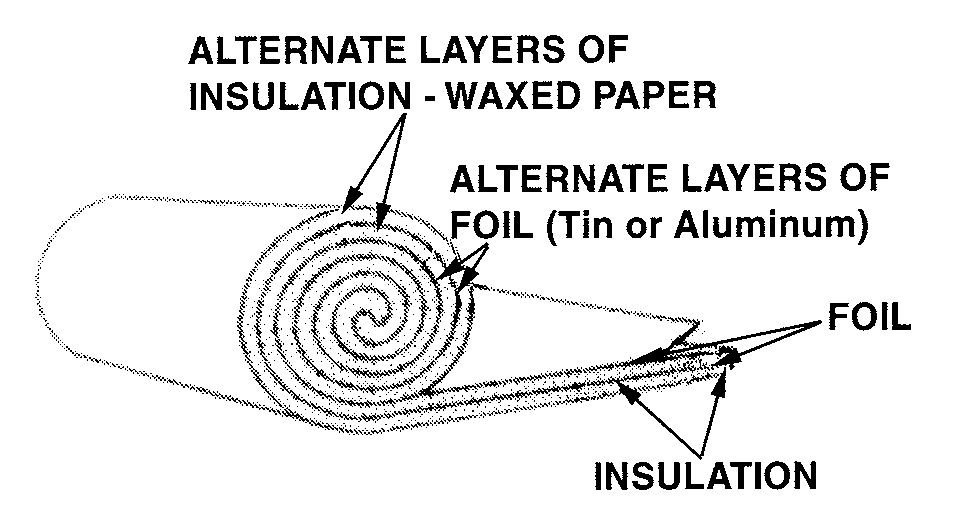 ALTERNATE LAYERS OF
INSULATION - WAXED PAPER
ALTERNATE LAYERS OF
FOIL (Tin or Aluminum)
FOIL
INSULATION